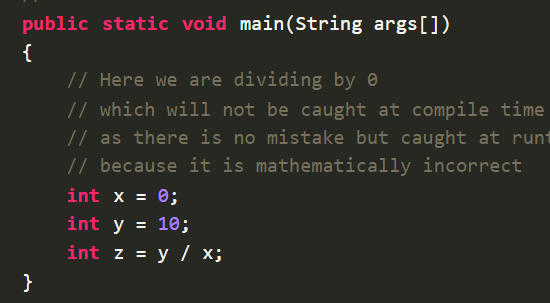 public static void main(String args[])
{
// Here we are dividing by 0
// which will not be caught at compile time
// as there is no mistake but caught at
// because it is mathematically incorrect
int x = 0;
int y = 10;
int z = y / x;
}